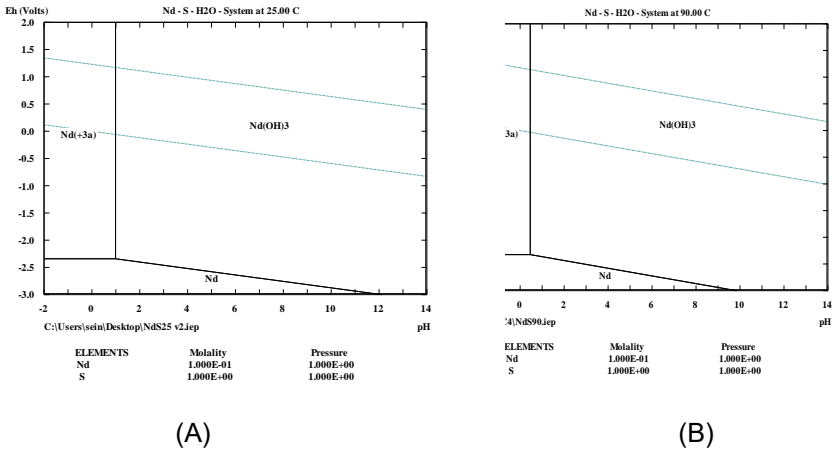 Eh (Volts)
Nd - S - H2O - System at 25.00 C
2.0
1.5
1.0
0.5
0.0
-0.5
-1.0
-1.5
-2.0
-2.5
-3.0
Nd(+3a)
Nd(OH)3
Nd
-2 0 2 4 6 8 10 12 14
C:\Users\sein\Desktop\NdS25 v2.iep
pH
ELEMENTS Molality Pressure
Nd 1.000E-01 1.000E+00
S 1.000E+00 1.000E+00
(A)
Nd - S - H2O - System at 90.00 C
3a)
Nd(OH)3
Nd
0 2 4 6 8 10 12 14
4\NdS90.iep
pH
ELEMENTS Molality Pressure
Nd 1.000E-01 1.000E+00
S 1.000E+00 1.000E+00
(B)